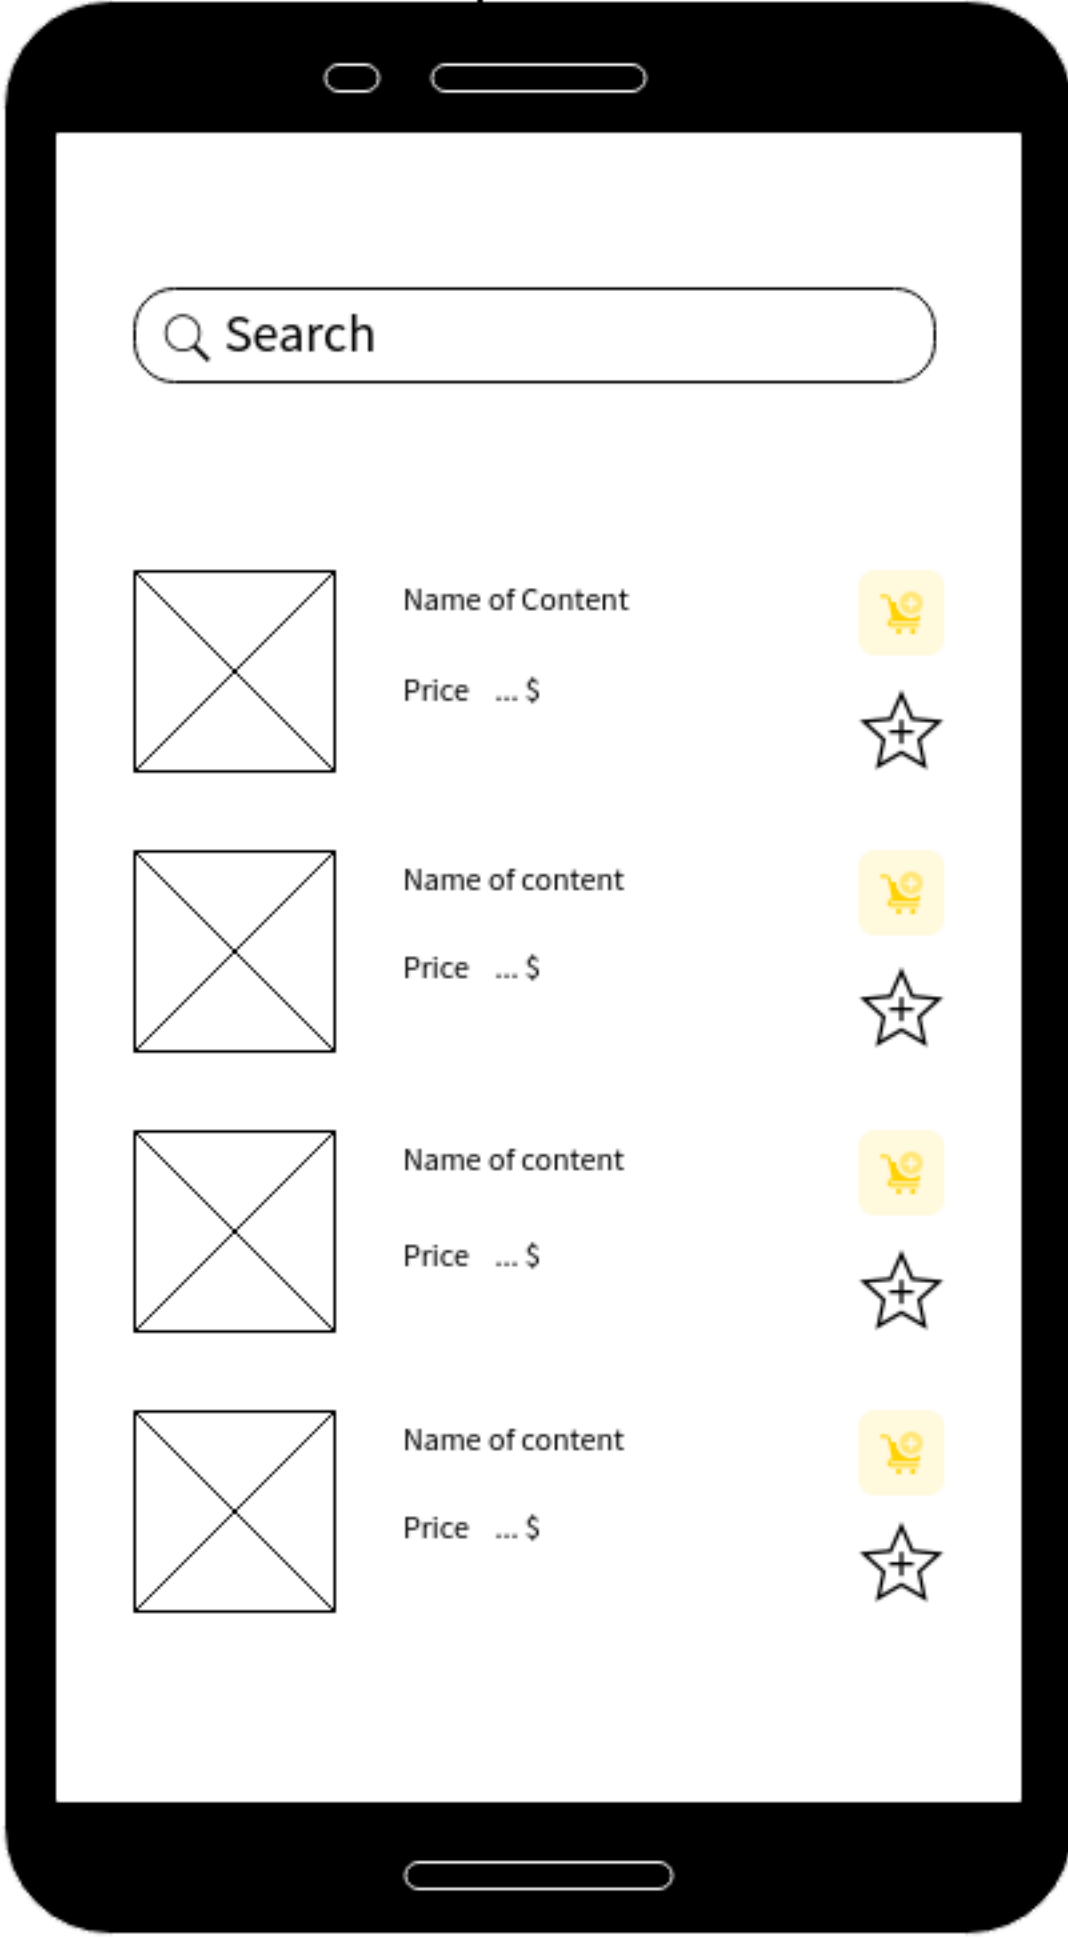 Search
Name of Content
Price ... $
Name of content
Price ... $
Name of content
Price ... $
Name of content
Price ... $